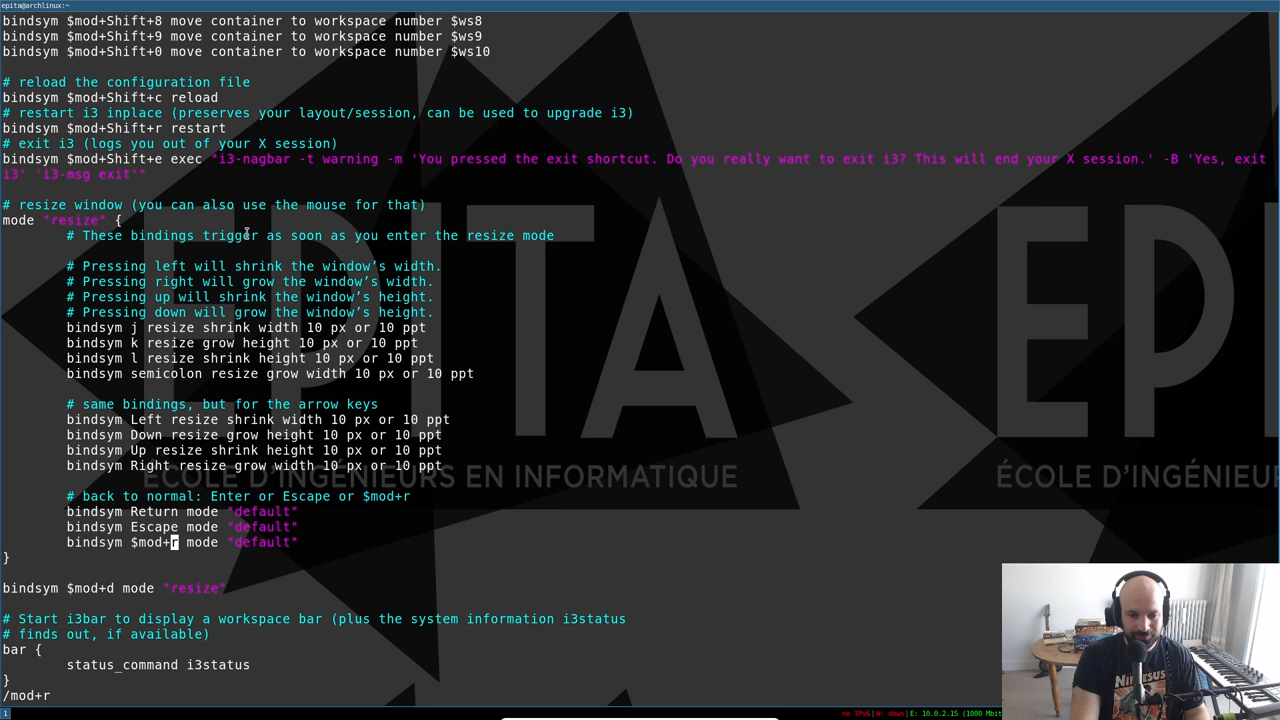 epita@archlinux:~
bindsym $mod+Shift+8 move container to workspace number $ws8
bindsym $mod+Shift+9 move container to workspace number $ws9
bindsym $mod+Shift+0 move container to workspace number $ws10
# reload the configuration file
bindsym $mod+Shift+c reload
# restart i3 inplace (preserves your layout/session, can be used to upgrade i3)
bindsym $mod+Shift+r restart
# exit i3 (logs you out of your X session)
bindsym $mod+Shift+e exec "i3-nagbar -t warning -m 'You pressed the exit shortcut. Do you really want to exit i3? This will end your X session.' -B 'Yes, exit
i3' 'i3-msg exit'"
# resize window (you can also use the mouse for that)
mode "resize" {
# These bindings trigger as soon as you enter the resize mode
# Pressing left will shrink the window’s width.
# Pressing right will grow the window’s width.
# Pressing up will shrink the window’s height.
# Pressing down will grow the window’s height.
bindsym j resize shrink width 10 px or 10 ppt
bindsym k resize grow height 10 px or 10 ppt
bindsym l resize shrink height 10 px or 10 ppt
bindsym semicolon resize grow width 10 px or 10 ppt
# same bindings, but for the arrow keys
bindsym Left resize shrink width 10 px or 10 ppt
bindsym Down resize grow height 10 px or 10 ppt
bindsym Up resize shrink height 10 px or 10 ppt
bindsym Right resize grow width 10 px or 10 ppt
# back to normal: Enter or Escape or $mod+r
bindsym Return mode "default"
bindsym Escape mode "default"
bindsym $mod+r mode "default"
}
bindsym $mod+d mode "resize"
# Start i3bar to display a workspace bar (plus the system information i3status
# finds out, if available)
bar {
status_command i3status
}
/mod+r
1
no IPv6|W: down|E: 10.0.2.15 (1000 Mbit
EPITA
ÉCOLE D’INGÉNIEURS EN INFORMATIQUE
EPI
ÉCOLE D’INGÉNIEU